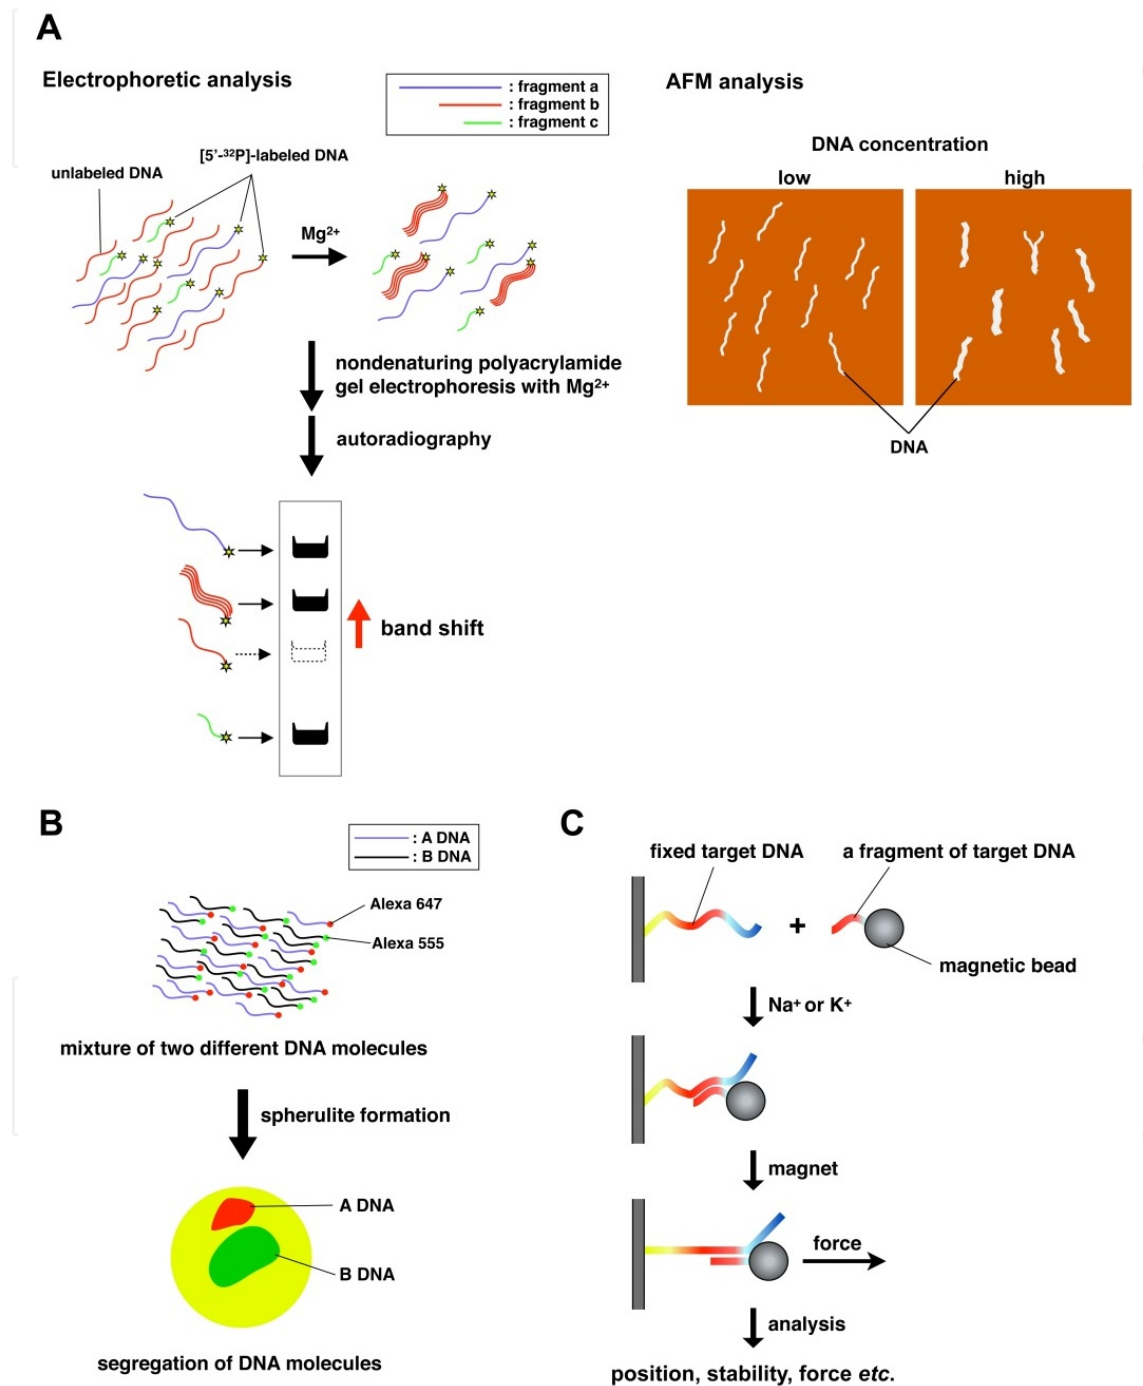 A
Electrophoretic analysis
: fragment a
: fragment b
: fragment c
unlabeled DNA
[5’-³²P]-labeled DNA
Mg²⁺
nondenaturing polyacrylamide
gel electrophoresis with Mg²⁺
autoradiography
band shift
AFM analysis
DNA concentration
low
high
DNA
B
: A DNA
: B DNA
Alexa 647
Alexa 555
mixture of two different DNA molecules
spherulite formation
A DNA
B DNA
segregation of DNA molecules
C
fixed target DNA
a fragment of target DNA
+
magnetic bead
Na⁺ or K⁺
magnet
force
analysis
position, stability, force etc.